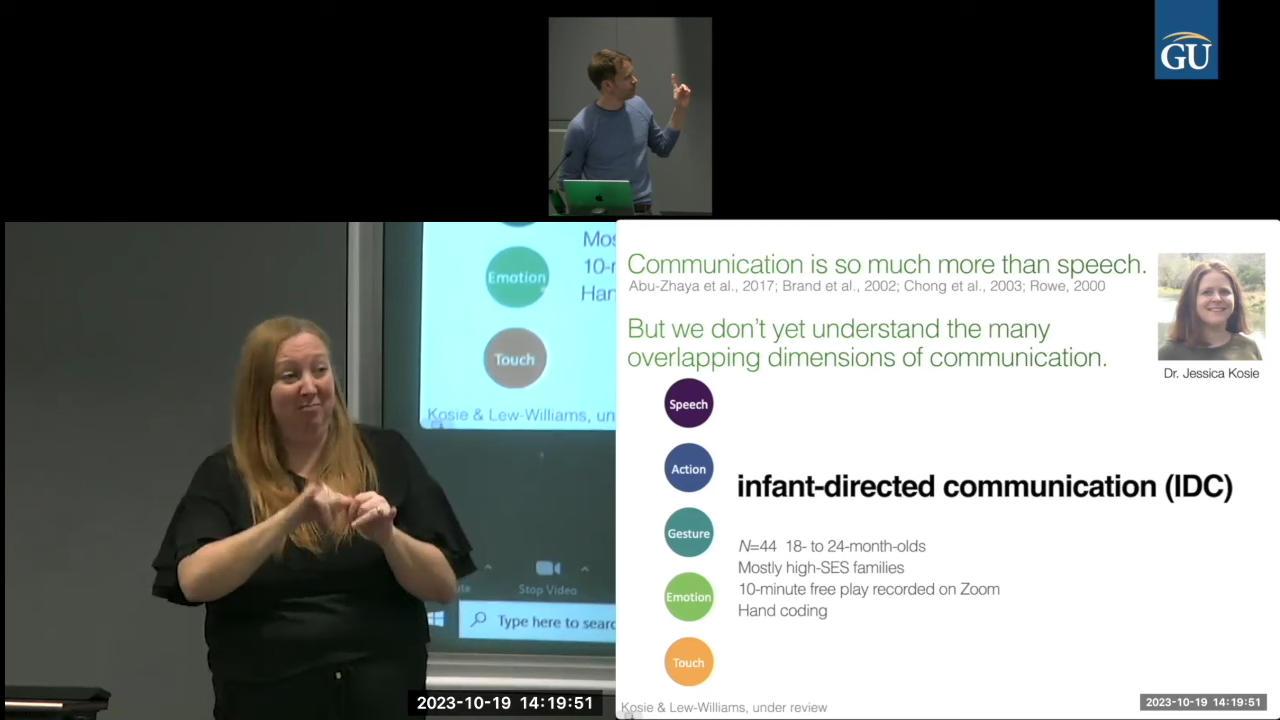 GU
Communication is so much more than speech.
Abu-Zhaya et al., 2017; Brand et al., 2002; Chong et al., 2003; Rowe, 2000
But we don't yet understand the many
overlapping dimensions of communication.
Dr. Jessica Kosie
Speech
Action
Gesture
Emotion
Touch
infant-directed communication (IDC)
N=44 18- to 24-month-olds
Mostly high-SES families
10-minute free play recorded on Zoom
Hand coding
Kosie & Lew-Williams, under review
2023-10-19 14:19:51
Emotion
Touch
Kosie & Lew-Williams, un
Stop Video
Type here to searc
2023-10-19 14:19:51